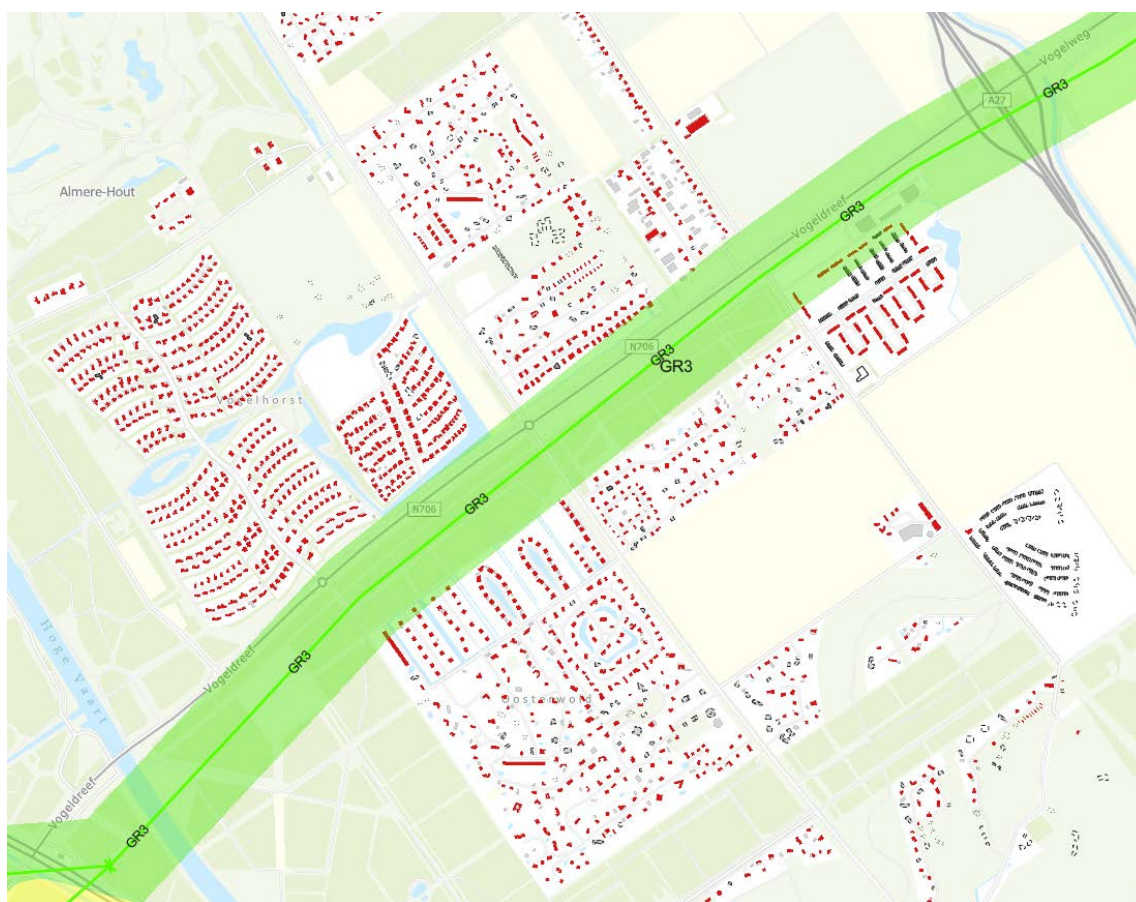 Vogelweg
GR3
A27
Almere-Hout
Vogeldreef
GR3
N706
GR3
GR3
Vogelhorst
GR3
N706
Hoge Vaart
Vogeldreef
GR3
Oosterwold
Vogeldreef
GR3